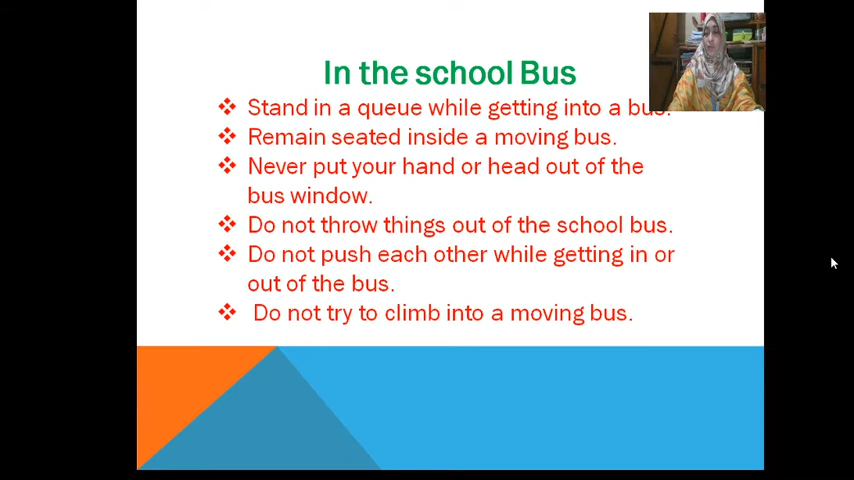 In the school Bus
❖ Stand in a queue while getting into a bus.
❖ Remain seated inside a moving bus.
❖ Never put your hand or head out of the
bus window.
❖ Do not throw things out of the school bus.
❖ Do not push each other while getting in or
out of the bus.
❖ Do not try to climb into a moving bus.